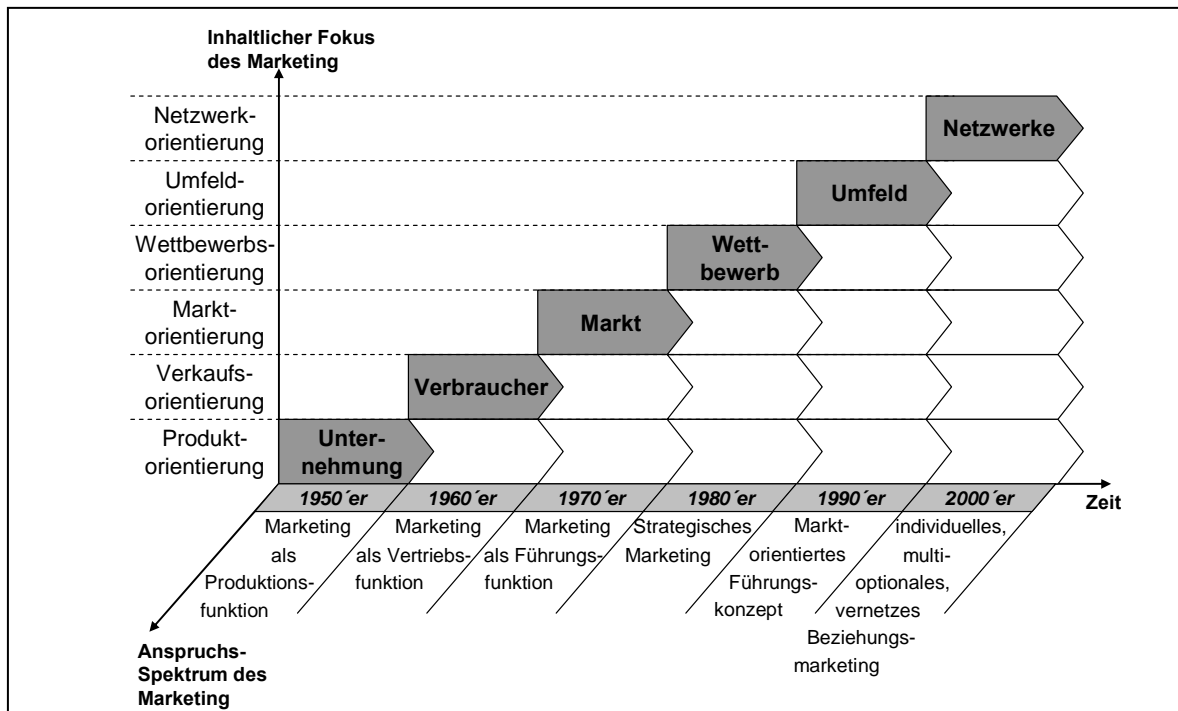 Inhaltlicher Fokus
des Marketing
Netzwerk-
orientierung
Netzwerke
Umfeld-
orientierung
Umfeld
Wettbewerbs-
orientierung
Wett-
bewerb
Markt-
orientierung
Markt
Verkaufs-
orientierung
Verbraucher
Produkt-
orientierung
Unter-
nehmung
1950´er
1960´er
1970´er
1980´er
1990´er
2000´er
Zeit
Marketing
als
Produktions-
funktion
Marketing
als Vertriebs-
funktion
Marketing
als Führungs-
funktion
Strategisches
Marketing
Markt-
orientiertes
Führungs-
konzept
individuelles,
multi-
optionales,
vernetzes
Beziehungs-
marketing
Anspruchs-
Spektrum des
Marketing